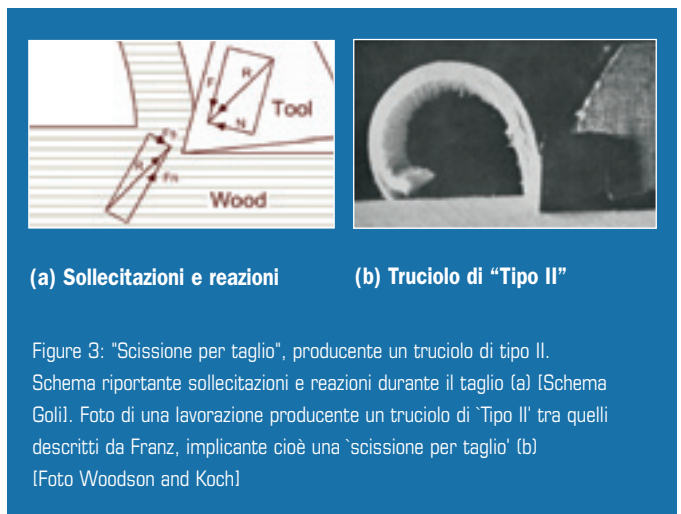 F
R
N
Tool
Fs
R
Fn
Wood
(a) Sollecitazioni e reazioni
(b) Truciolo di “Tipo II”
Figure 3: "Scissione per taglio", producente un truciolo di tipo II.
Schema riportante sollecitazioni e reazioni durante il taglio (a) [Schema
Goli]. Foto di una lavorazione producente un truciolo di `Tipo II' tra quelli
descritti da Franz, implicante cioè una `scissione per taglio' (b)
[Foto Woodson and Koch]